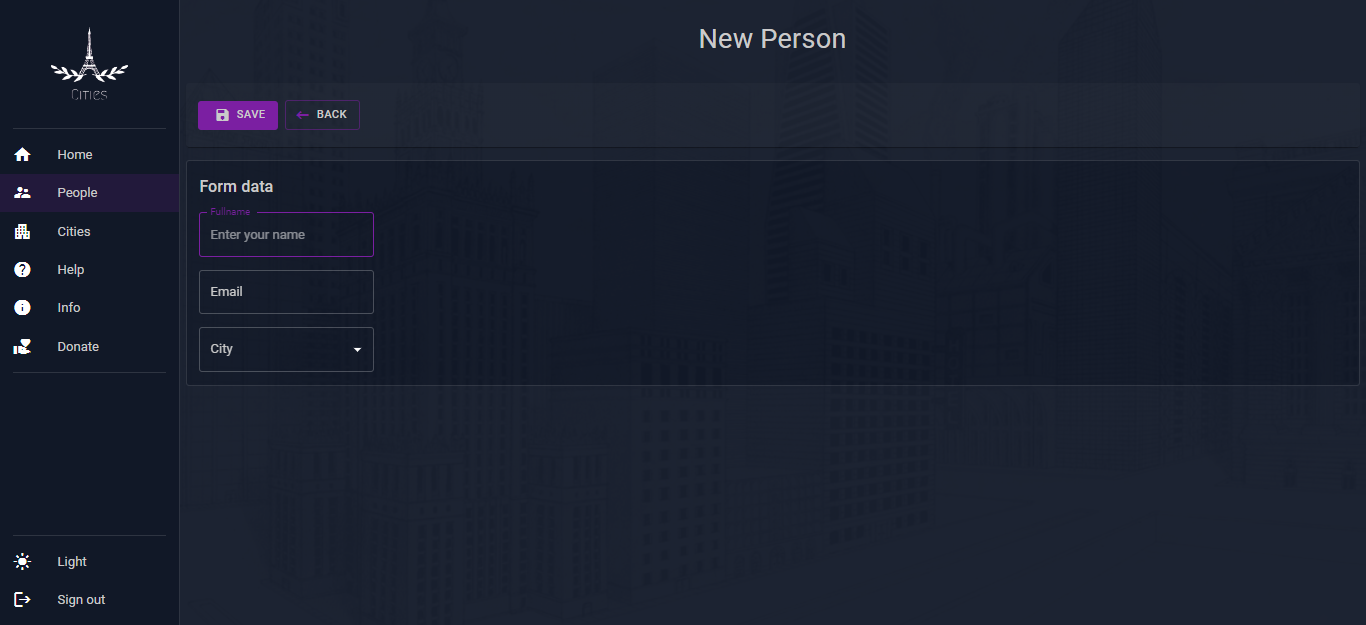 Cities
Home
People
Cities
Help
Info
Donate
Light
Sign out
New Person
SAVE
BACK
Form data
Fullname
Enter your name
Email
City